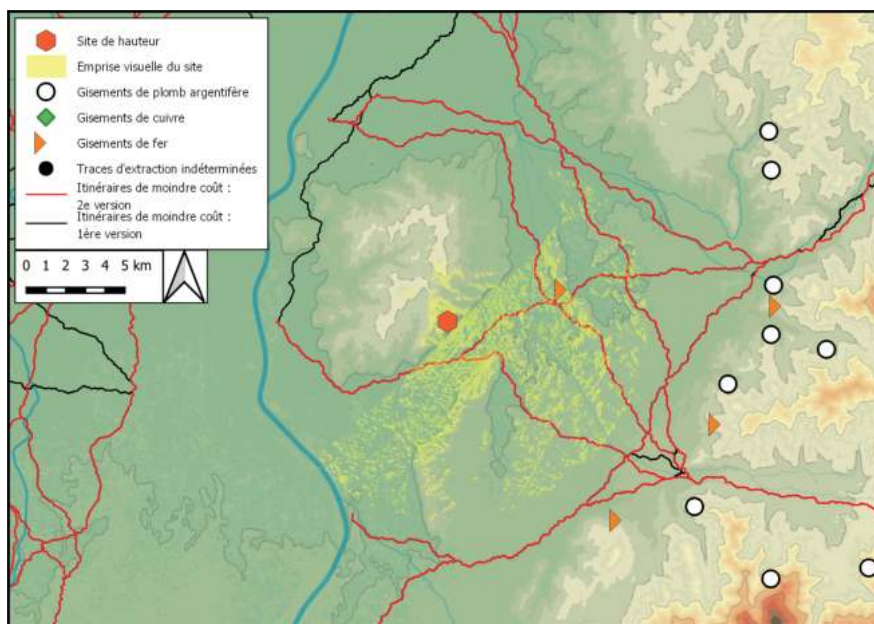 Site de hauteur
Emprise visuelle du site
Gisements de plomb argentifère
Gisements de cuivre
Gisements de fer
Traces d'extraction indéterminées
Itinéraires de moindre coût :
2e version
Itinéraires de moindre coût :
1ère version
0 1 2 3 4 5 km